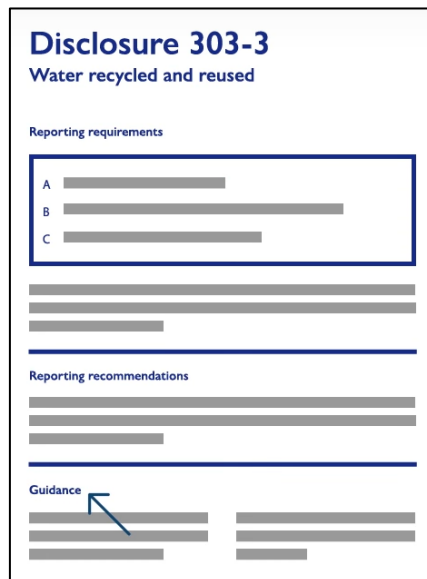 Disclosure 303-3
Water recycled and reused
Reporting requirements
A
B
C
Reporting recommendations
Guidance